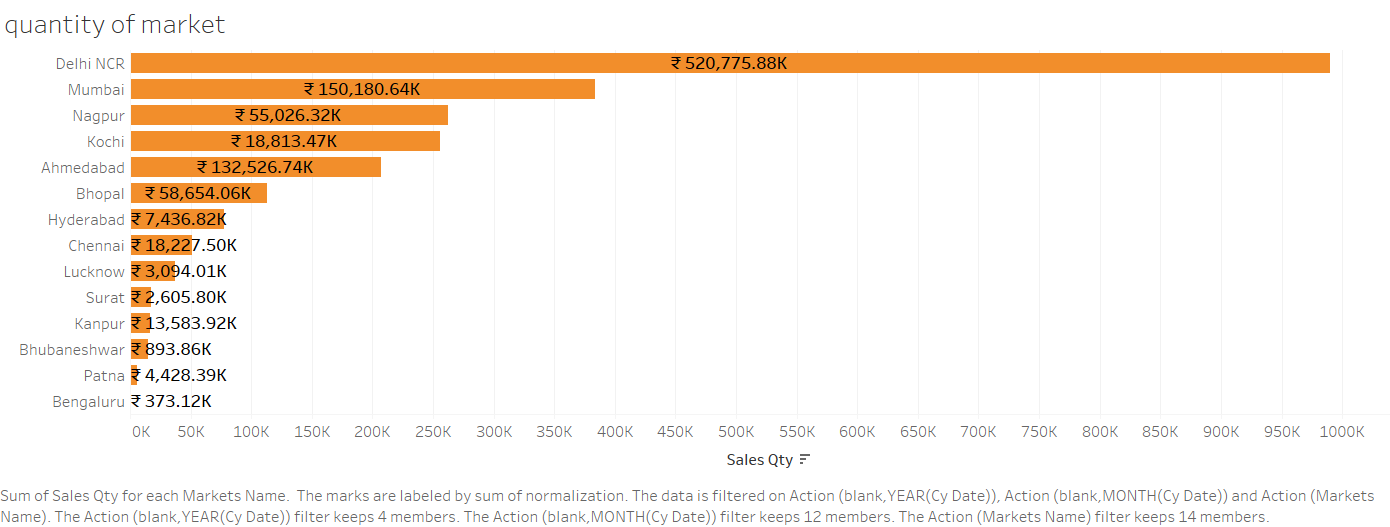 quantity of market
Delhi NCR ₹ 520,775.88K
Mumbai ₹ 150,180.64K
Nagpur ₹ 55,026.32K
Kochi ₹ 18,813.47K
Ahmedabad ₹ 132,526.74K
Bhopal ₹ 58,654.06K
Hyderabad ₹ 7,436.82K
Chennai ₹ 18,227.50K
Lucknow ₹ 3,094.01K
Surat ₹ 2,605.80K
Kanpur ₹ 13,583.92K
Bhubaneshwar ₹ 893.86K
Patna ₹ 4,428.39K
Bengaluru ₹ 373.12K
0K 50K 100K 150K 200K 250K 300K 350K 400K 450K 500K 550K 600K 650K 700K 750K 800K 850K 900K 950K 1000K
Sales Qty
Sum of Sales Qty for each Markets Name.  The marks are labeled by sum of normalization. The data is filtered on Action (blank,YEAR(Cy Date)), Action (blank,MONTH(Cy Date)) and Action (Markets
Name). The Action (blank,YEAR(Cy Date)) filter keeps 4 members. The Action (blank,MONTH(Cy Date)) filter keeps 12 members. The Action (Markets Name) filter keeps 14 members.